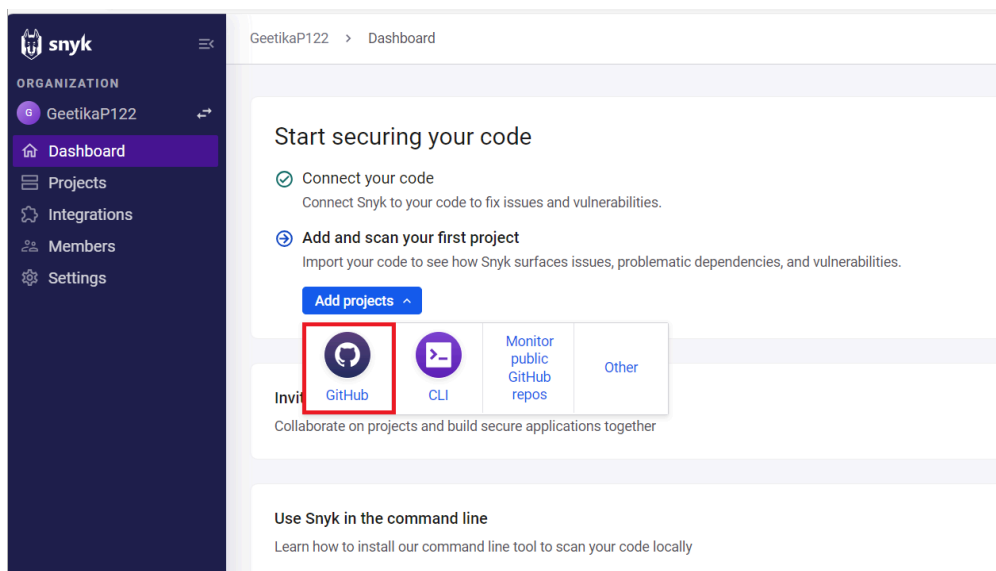 snyk
ORGANIZATION
G GeetikaP122
Dashboard
Projects
Integrations
Members
Settings
GeetikaP122 > Dashboard
Start securing your code
Connect your code
Connect Snyk to your code to fix issues and vulnerabilities.
Add and scan your first project
Import your code to see how Snyk surfaces issues, problematic dependencies, and vulnerabilities.
Add projects
GitHub
CLI
Monitor
public
GitHub
repos
Other
Collaborate on projects and build secure applications together
Use Snyk in the command line
Learn how to install our command line tool to scan your code locally